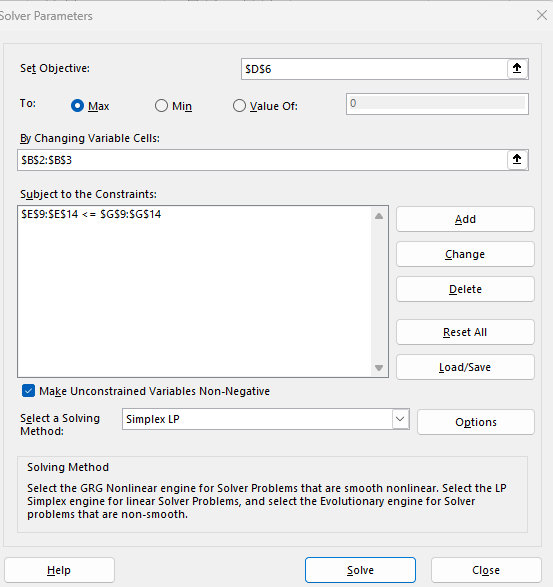 Solver Parameters
Set Objective:
$D$6
To:
Max
Min
Value Of:
0
By Changing Variable Cells:
$B$2:$B$3
Subject to the Constraints:
$E$9:$E$14 <= $G$9:$G$14
Add
Change
Delete
Reset All
Load/Save
Make Unconstrained Variables Non-Negative
Select a Solving
Method:
Simplex LP
Options
Solving Method
Select the GRG Nonlinear engine for Solver Problems that are smooth nonlinear. Select the LP
Simplex engine for linear Solver Problems, and select the Evolutionary engine for Solver
problems that are non-smooth.
Help
Solve
Close